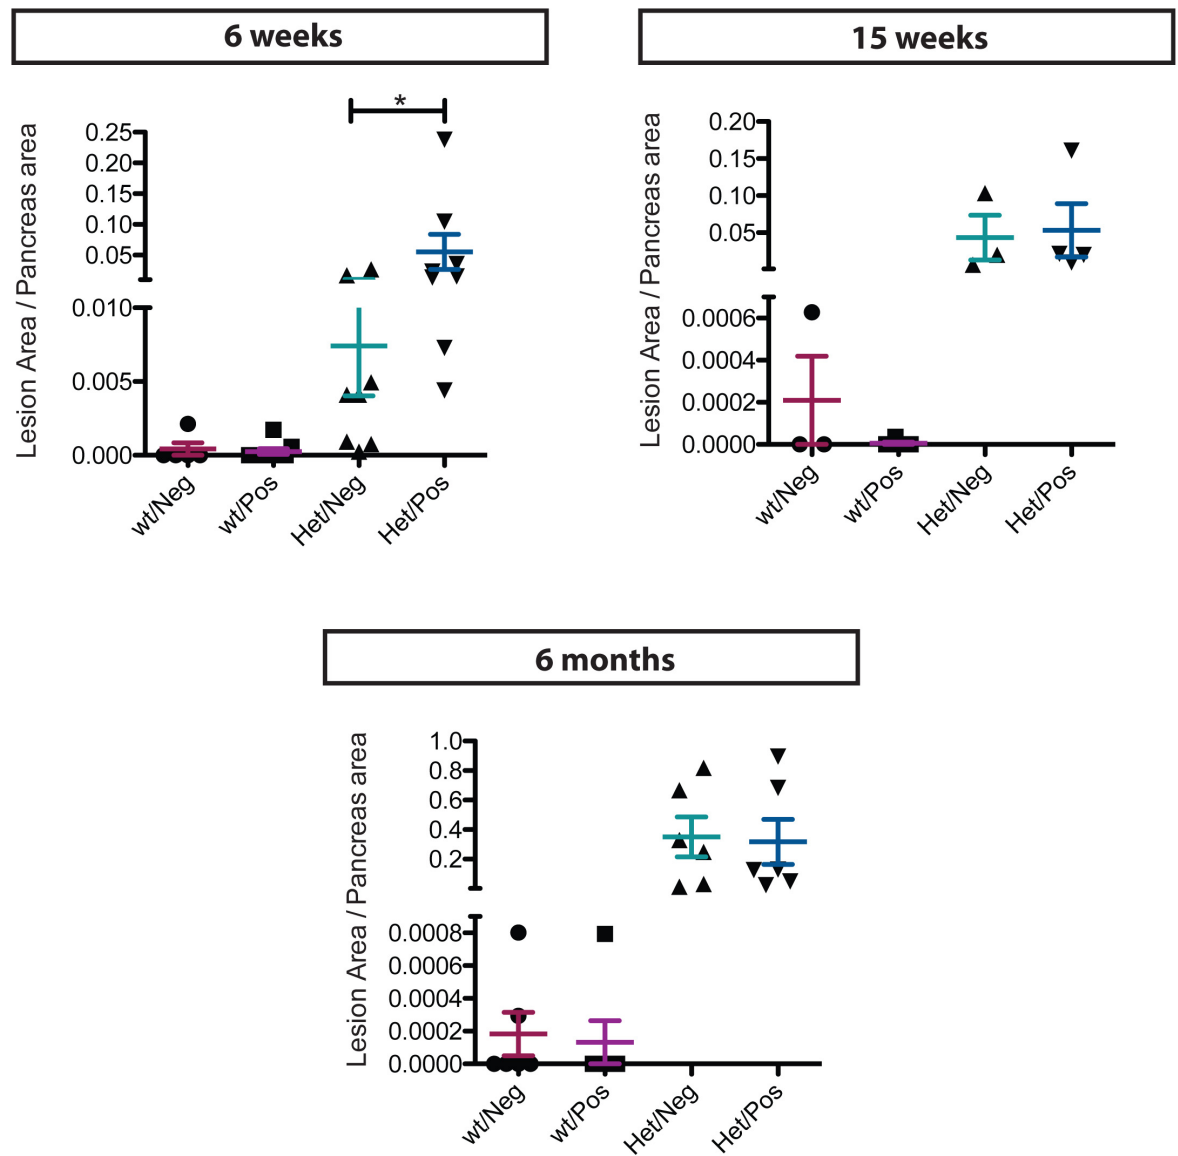 6 weeks
15 weeks
*
Lesion Area / Pancreas area
0.25
0.20
0.15
0.10
0.05
0.010
0.005
0.000
wt/Neg
wt/Pos
Het/Neg
Het/Pos
Lesion Area / Pancreas area
0.20
0.15
0.10
0.05
0.0006
0.0004
0.0002
0.0000
wt/Neg
wt/Pos
Het/Neg
Het/Pos
6 months
Lesion Area / Pancreas area
1.0
0.8
0.6
0.4
0.2
0.0008
0.0006
0.0004
0.0002
0.0000
wt/Neg
wt/Pos
Het/Neg
Het/Pos